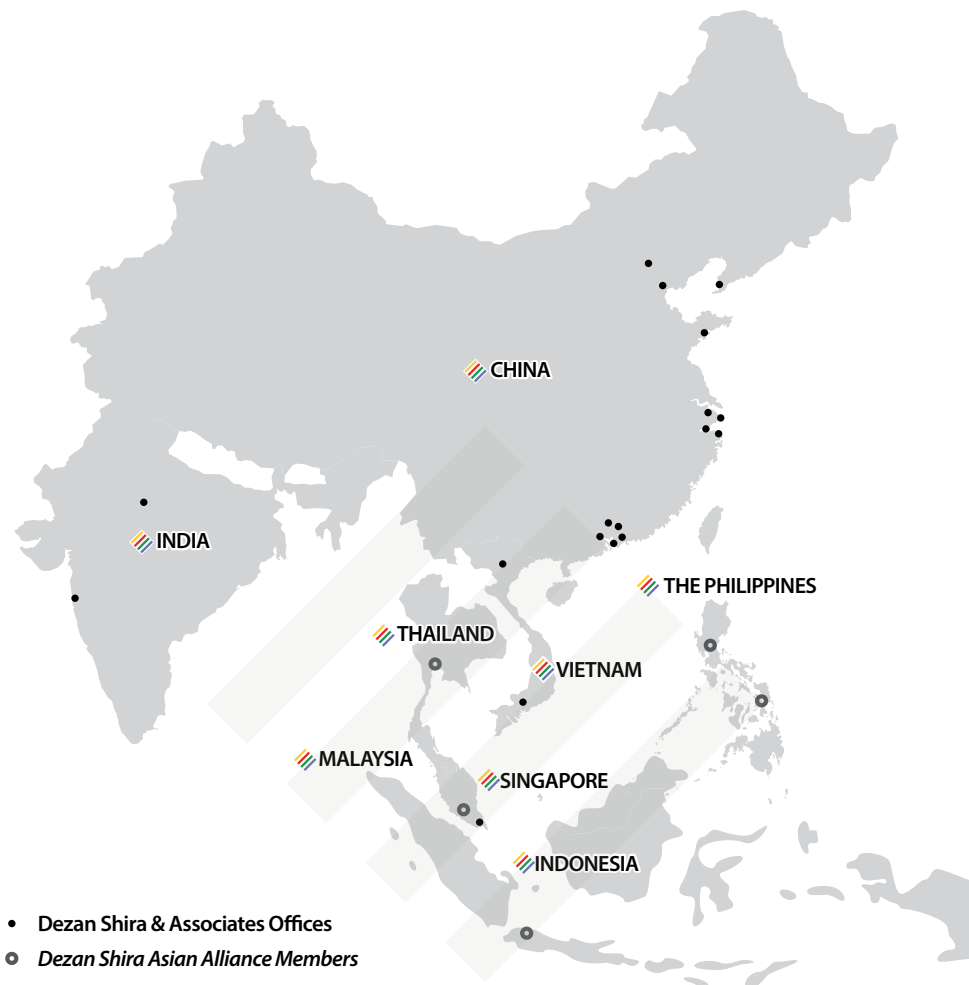 CHINA
INDIA
THE PHILIPPINES
THAILAND
VIETNAM
MALAYSIA
SINGAPORE
INDONESIA
Dezan Shira & Associates Offices
Dezan Shira Asian Alliance Members